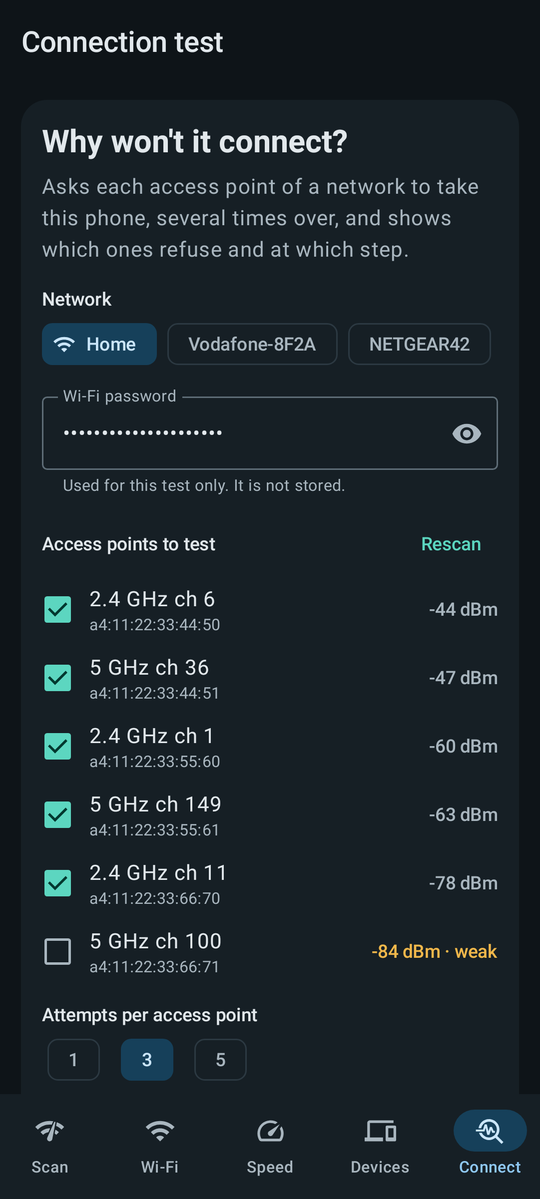 Connection test
Why won't it connect?
Asks each access point of a network to take
this phone, several times over, and shows
which ones refuse and at which step.
Network
Home
Vodafone-8F2A
NETGEAR42
Wi-Fi password
•••••••••••••••••••••
Used for this test only. It is not stored.
Access points to test
Rescan
2.4 GHz ch 6
a4:11:22:33:44:50
-44 dBm
5 GHz ch 36
a4:11:22:33:44:51
-47 dBm
2.4 GHz ch 1
a4:11:22:33:55:60
-60 dBm
5 GHz ch 149
a4:11:22:33:55:61
-63 dBm
2.4 GHz ch 11
a4:11:22:33:66:70
-78 dBm
5 GHz ch 100
a4:11:22:33:66:71
-84 dBm · weak
Attempts per access point
1
3
5
Scan
Wi-Fi
Speed
Devices
Connect